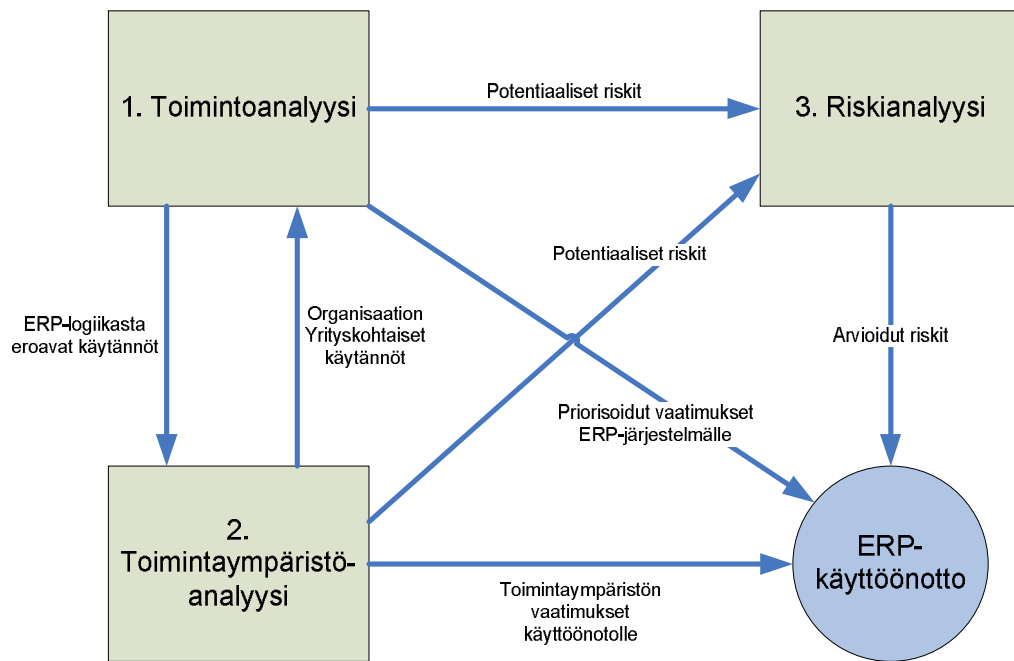 1. Toimintoanalyysi
Potentiaaliset riskit
3. Riskianalyysi
Potentiaaliset riskit
ERP-logiikasta
eroavat käytännöt
Organisaation
Yrityskohtaiset
käytännöt
Arvioidut riskit
Priorisoidut vaatimukset
ERP-järjestelmälle
2.
Toimintaympäristö-
analyysi
Toimintaympäristön
vaatimukset
käyttöönotolle
ERP-
käyttöönotto